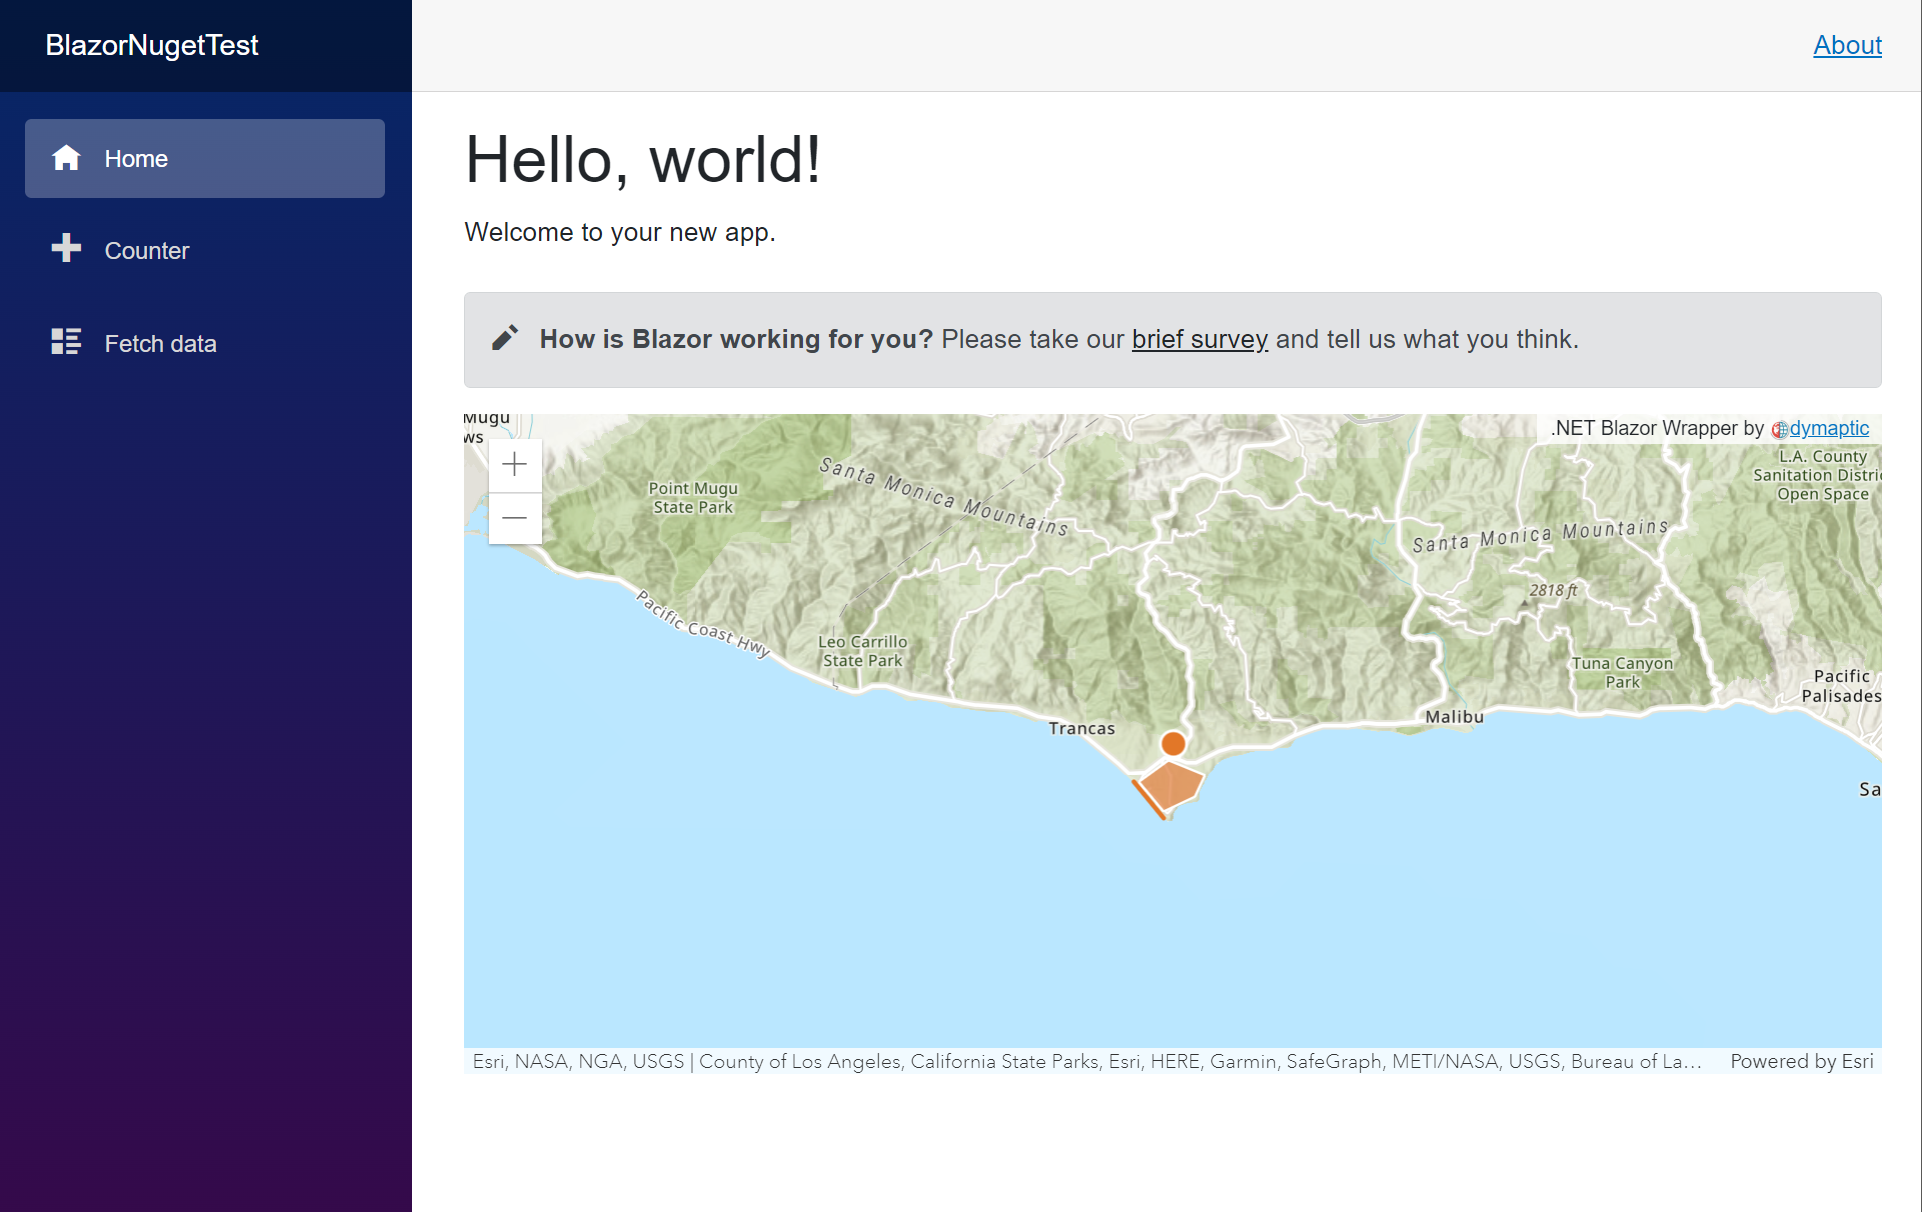 BlazorNugetTest
About
Home
Counter
Fetch data
Hello, world!
Welcome to your new app.
How is Blazor working for you? Please take our brief survey and tell us what you think.
Mugu
ws
.NET Blazor Wrapper by dymaptic
L.A. County
Sanitation Distric
Open Space
Point Mugu
State Park
Santa Monica Mountains
Santa Monica Mountains
2818 ft
Pacific Coast Hwy
Leo Carrillo
State Park
Tuna Canyon
Park
Pacific
Palisades
Trancas
Malibu
Sa
Esri, NASA, NGA, USGS | County of Los Angeles, California State Parks, Esri, HERE, Garmin, SafeGraph, METI/NASA, USGS, Bureau of La...
Powered by Esri